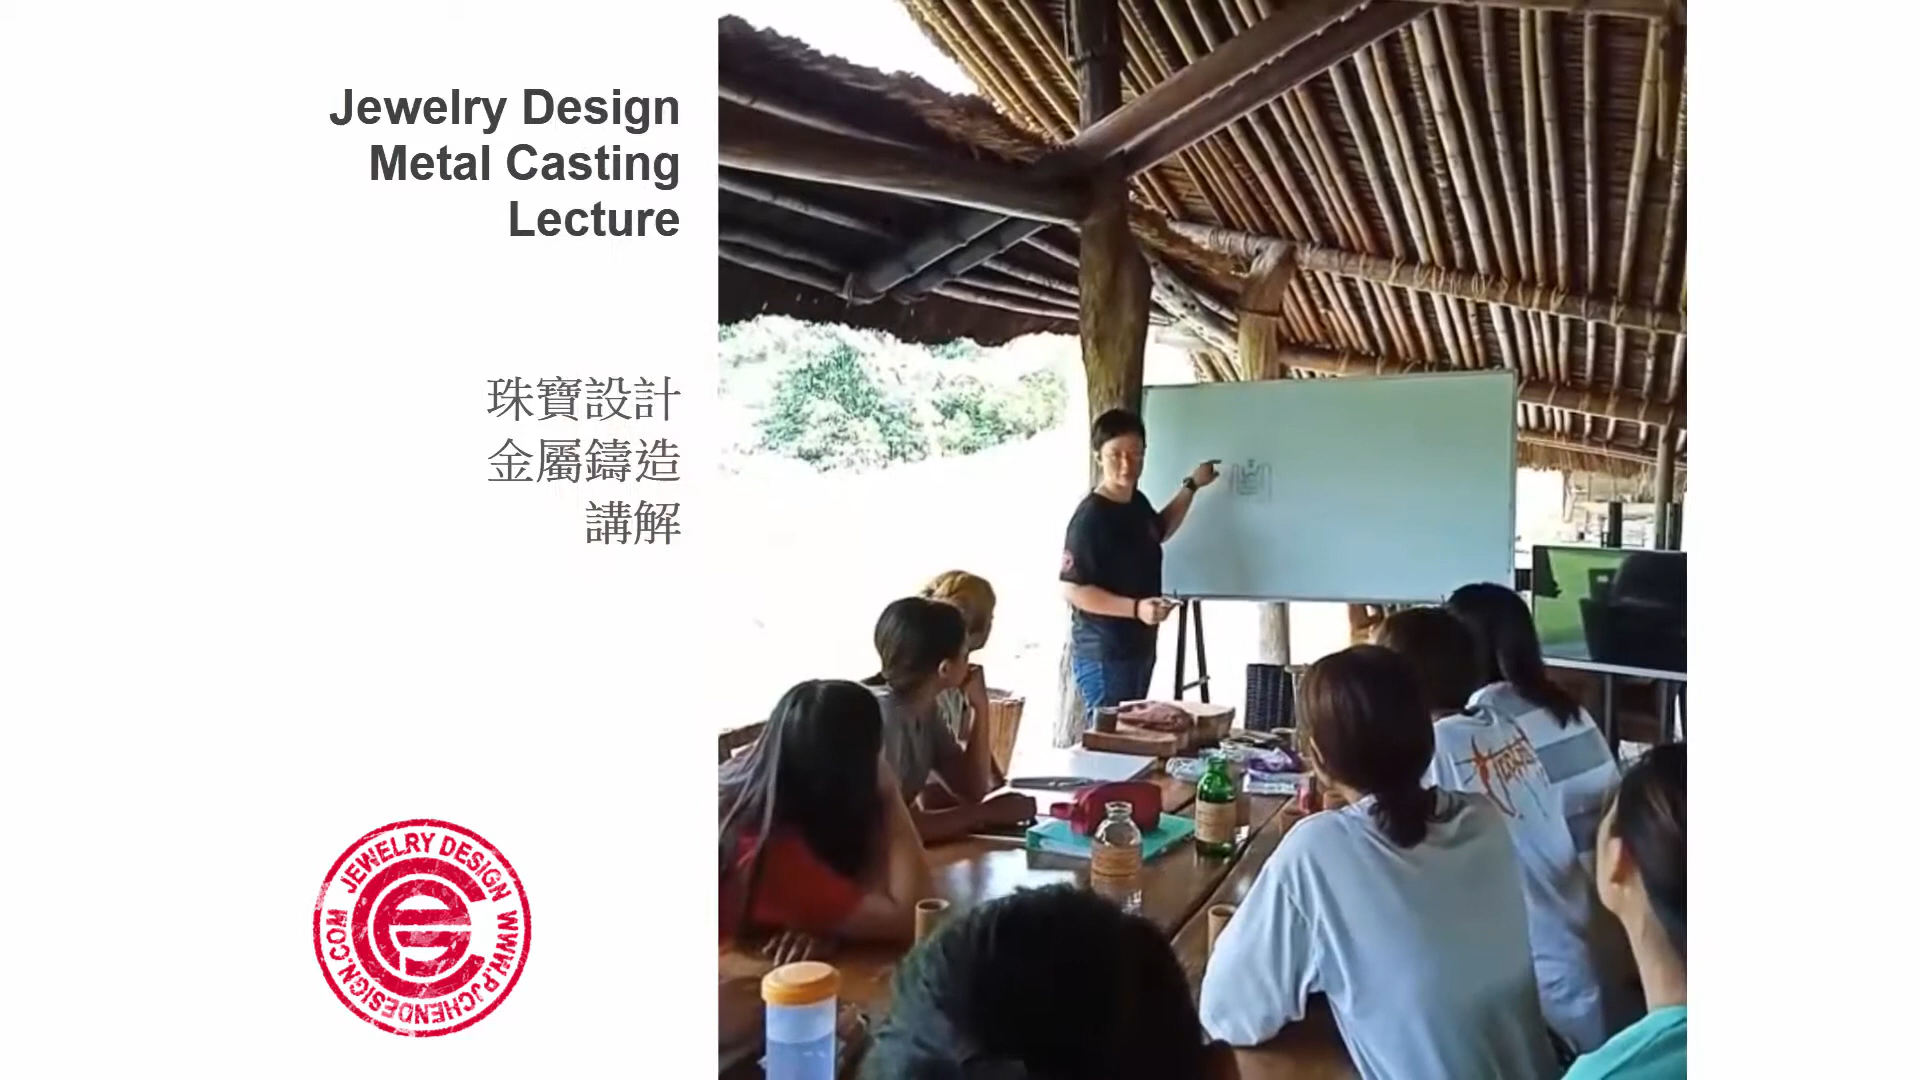 Jewelry Design
Metal Casting
Lecture
珠寶設計
金屬鑄造
講解
JEWELRY DESIGN WWW.PJCHENDESIGN.COM